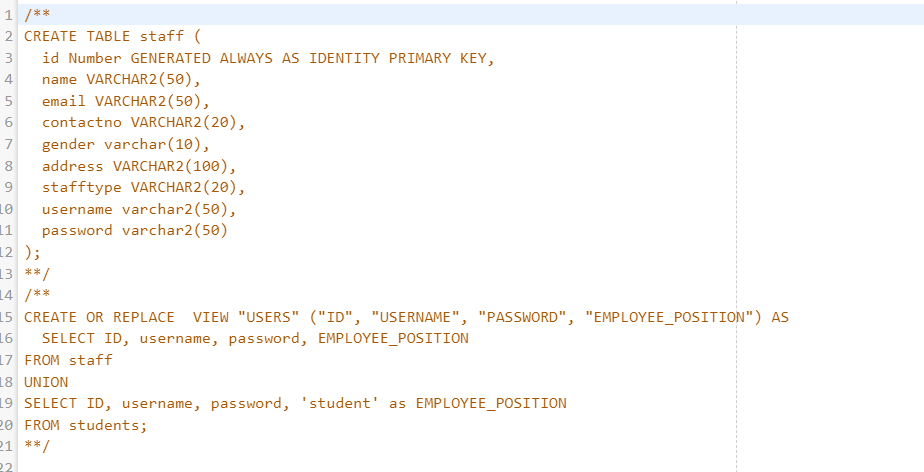 1 /**
2 CREATE TABLE staff (
3 id Number GENERATED ALWAYS AS IDENTITY PRIMARY KEY,
4 name VARCHAR2(50),
5 email VARCHAR2(50),
6 contactno VARCHAR2(20),
7 gender varchar(10),
8 address VARCHAR2(100),
9 stafftype VARCHAR2(20),
10 username varchar2(50),
11 password varchar2(50)
12 );
13 **/
14 /**
15 CREATE OR REPLACE  VIEW "USERS" ("ID", "USERNAME", "PASSWORD", "EMPLOYEE_POSITION") AS
16 SELECT ID, username, password, EMPLOYEE_POSITION
17 FROM staff
18 UNION
19 SELECT ID, username, password, 'student' as EMPLOYEE_POSITION
20 FROM students;
21 **/
22